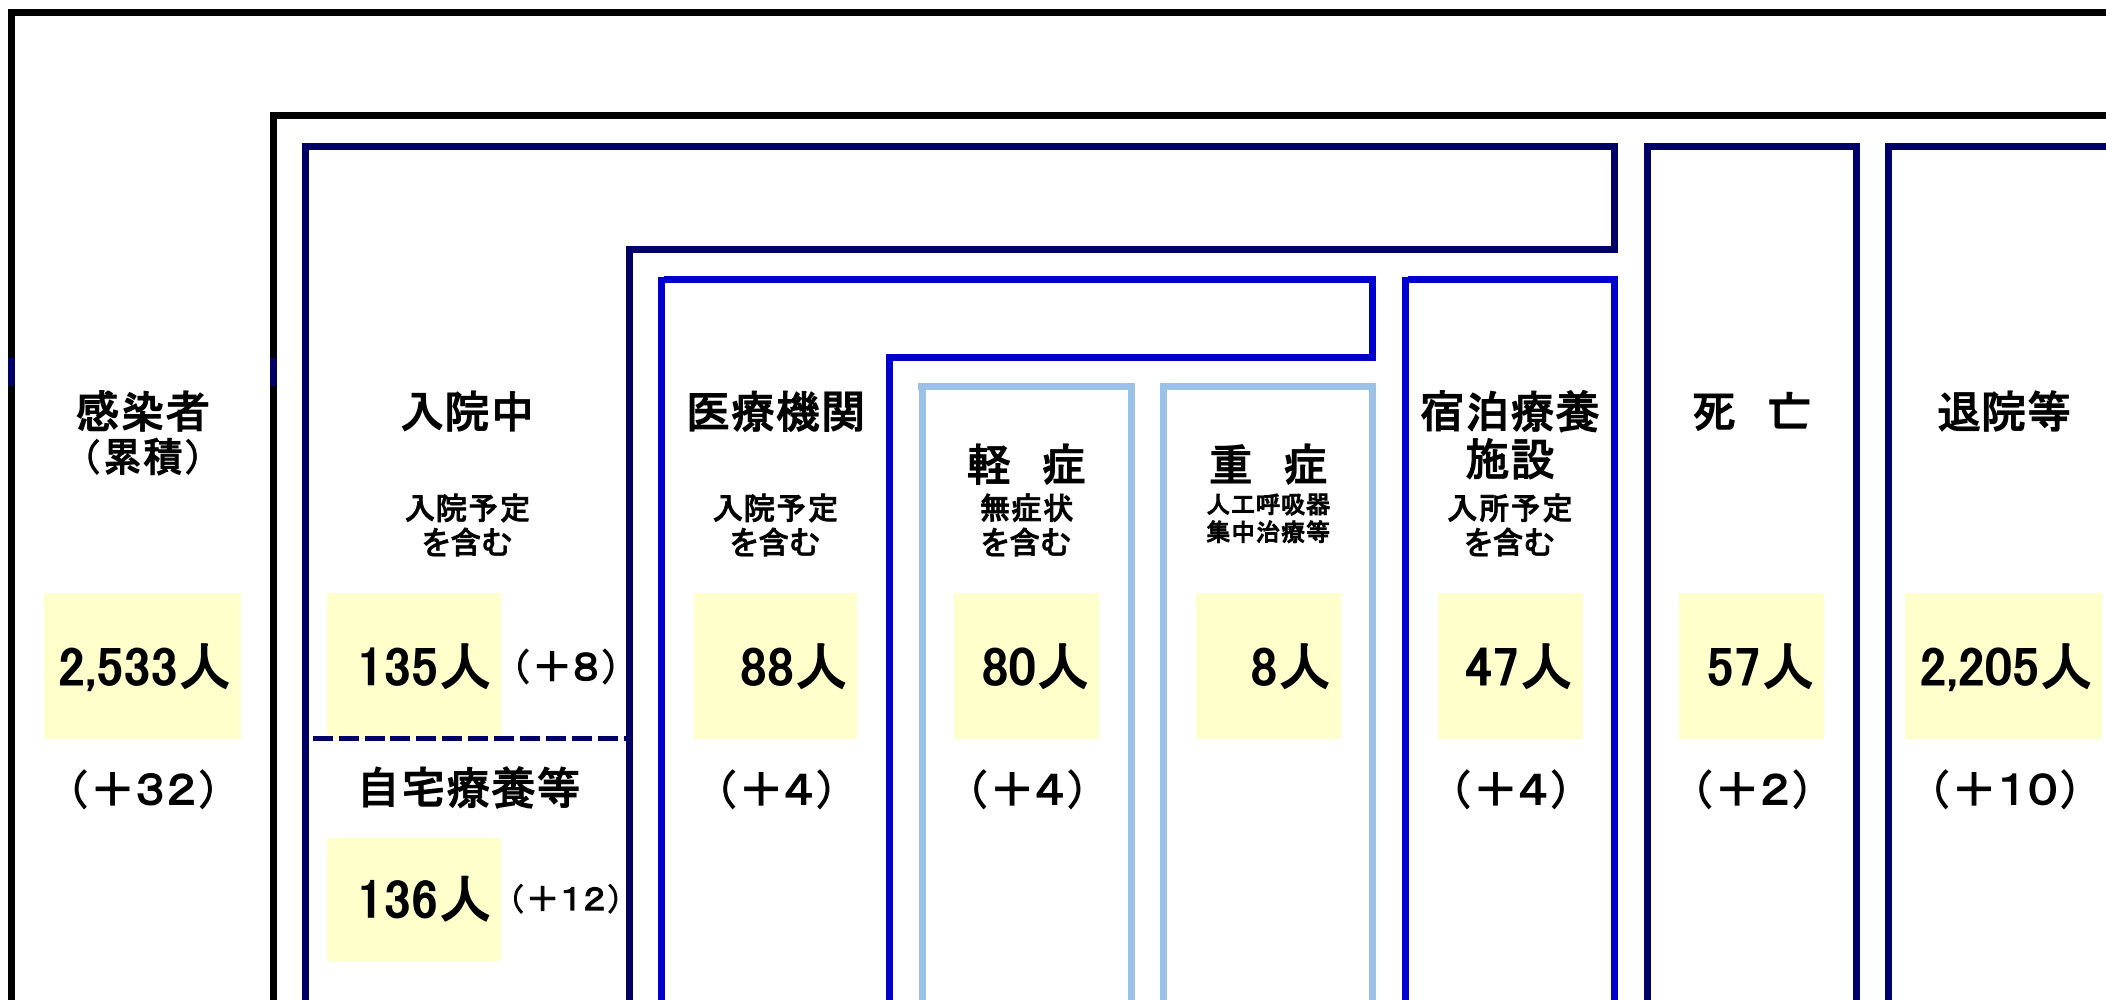 感染者
（累積）
2,533人
（＋32）
入院中
入院予定
を含む
135人（＋8）
自宅療養等
136人（＋12）
医療機関
入院予定
を含む
88人
（＋4）
軽　症
無症状
を含む
80人
（＋4）
重　症
人工呼吸器
集中治療等
8人
宿泊療養
施設
入所予定
を含む
47人
（＋4）
死　亡
57人
（＋2）
退院等
2,205人
（＋10）